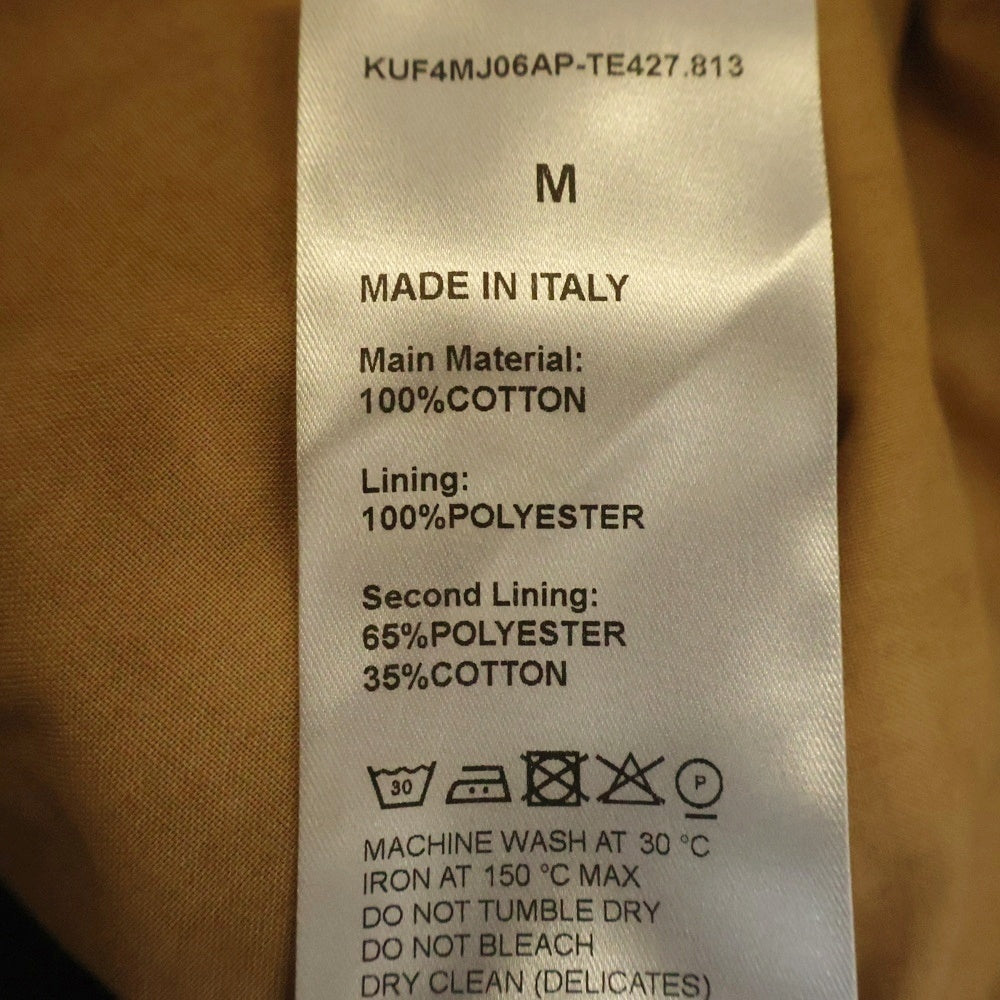 KUF4MJ06AP-TE427.813
M
MADE IN ITALY
Main Material:
100%COTTON
Lining:
100%POLYESTER
Second Lining:
65%POLYESTER
35%COTTON
30 P
MACHINE WASH AT 30 °C
IRON AT 150 °C MAX
DO NOT TUMBLE DRY
DO NOT BLEACH
DRY CLEAN (DELICATES)